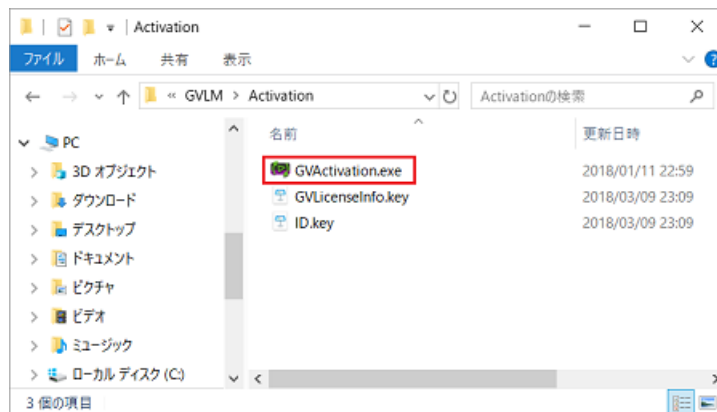 Activation
ファイル ホーム 共有 表示
« GVLM > Activation Activationの検索
名前 更新日時
PC
3D オブジェクト
ダウンロード
デスクトップ
ドキュメント
ピクチャ
ビデオ
ミュージック
ローカル ディスク (C:)
GVActivation.exe 2018/01/11 22:59
GVLicenseInfo.key 2018/03/09 23:09
ID.key 2018/03/09 23:09
3 個の項目